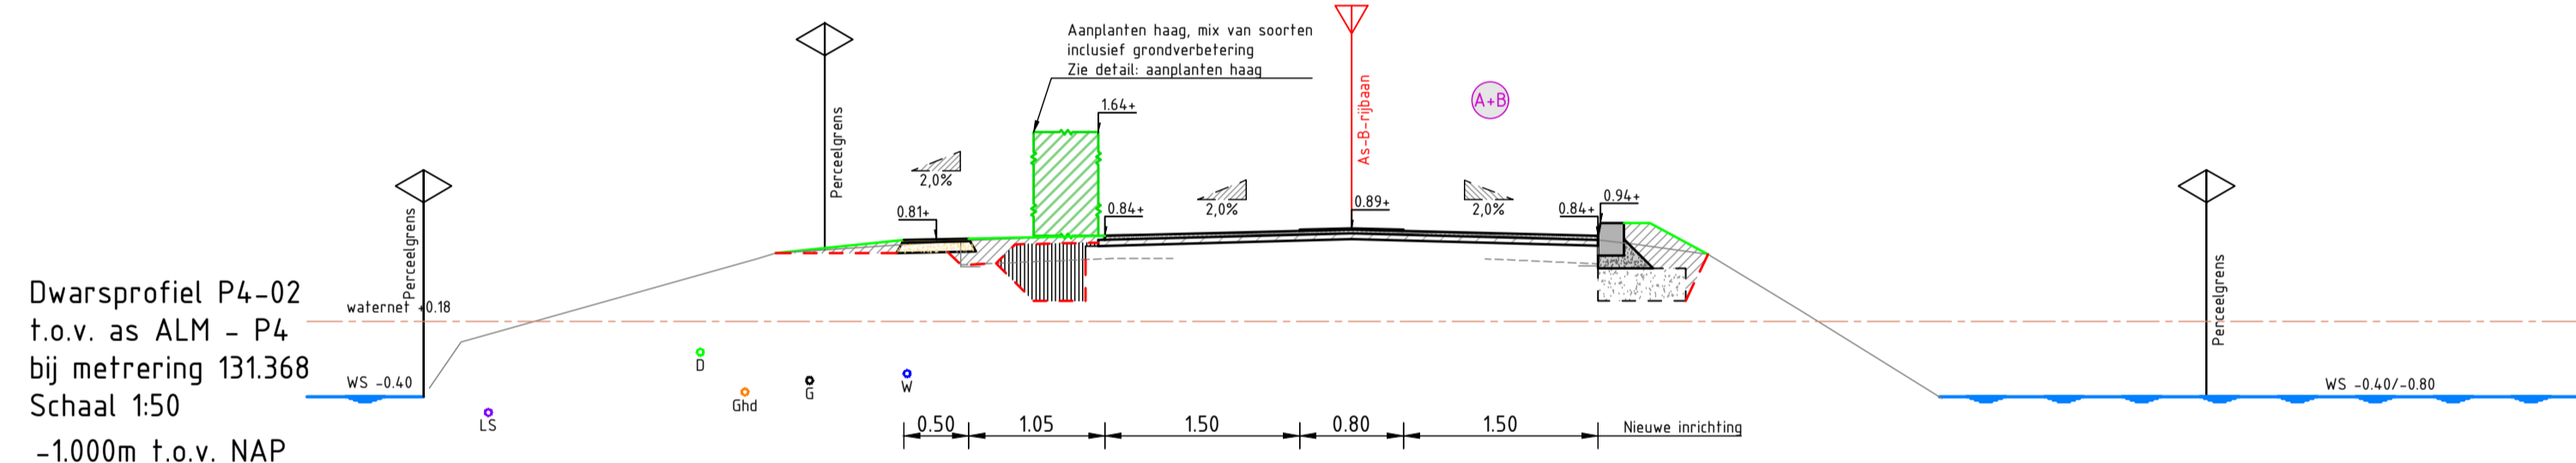 Aanplanten haag, mix van soorten
inclusief grondverbetering
Zie detail: aanplanten haag
1.64+
As-B-rijbaan
A+B
Perceelgrens
Perceelgrens
Perceelgrens
2,0%
2,0%
2,0%
0.81+
0.84+
0.89+
0.84+
0.94+
Dwarsprofiel P4-02
t.o.v. as ALM - P4
bij metrering 131.368
Schaal 1:50
-1.000m t.o.v. NAP
waternet +0.18
WS -0.40
WS -0.40/-0.80
D
Ghd
G
W
LS
0.50
1.05
1.50
0.80
1.50
Nieuwe inrichting